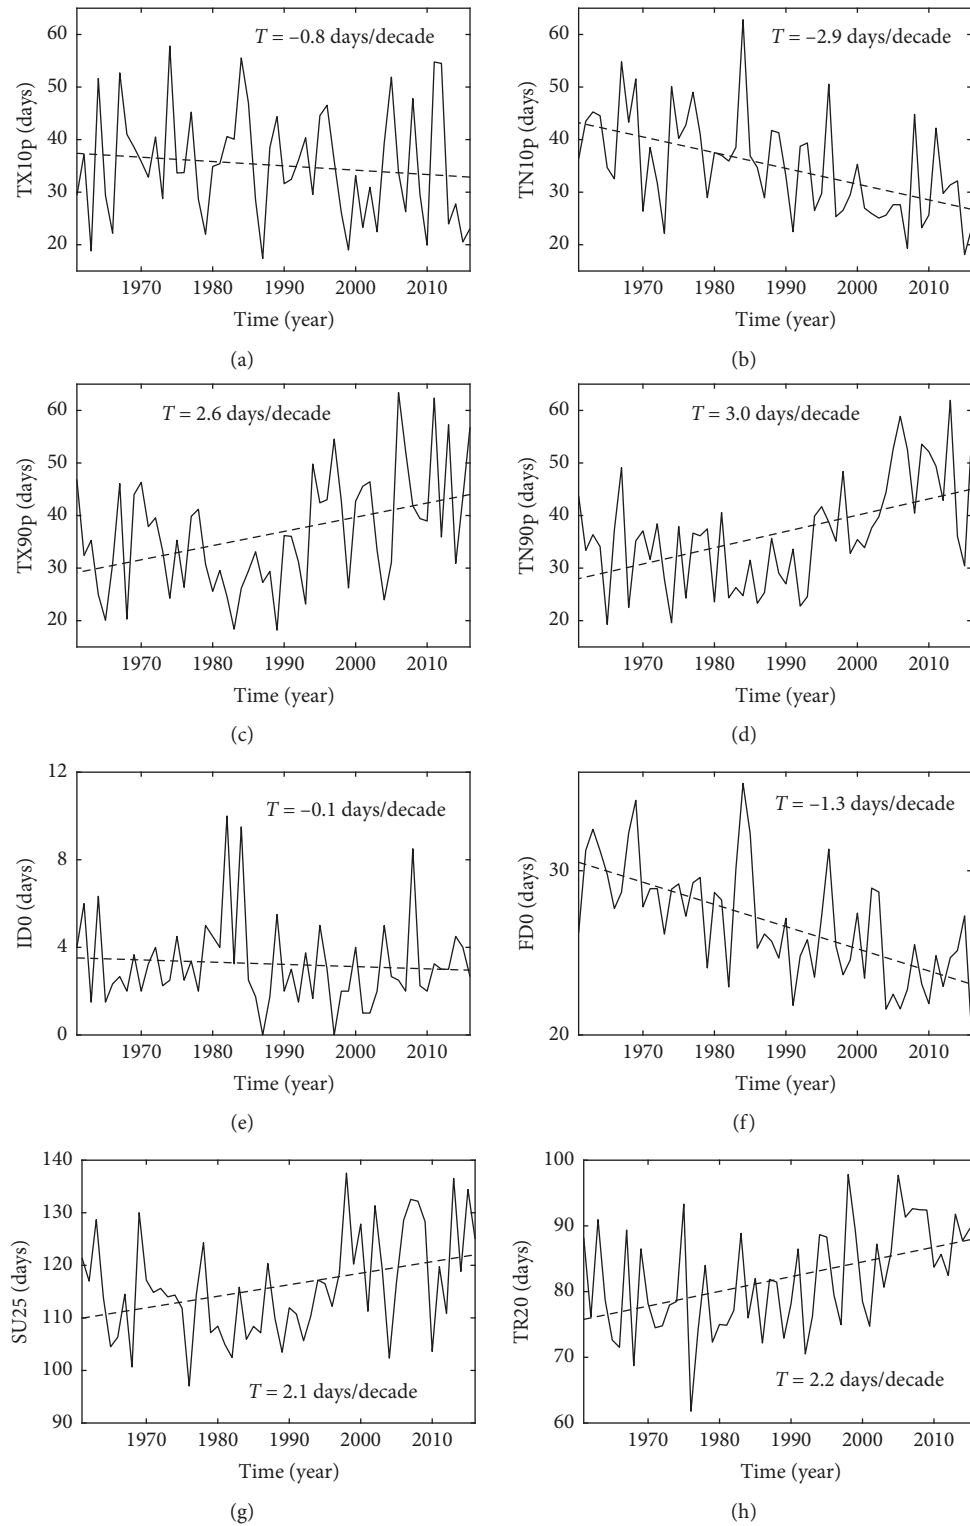 T = –0.8 days/decade
60
50
40
30
20
TX10p (days)
1970 1980 1990 2000 2010
Time (year)
(a)
T = –2.9 days/decade
60
50
40
30
20
TN10p (days)
1970 1980 1990 2000 2010
Time (year)
(b)
T = 2.6 days/decade
60
50
40
30
20
TX90p (days)
1970 1980 1990 2000 2010
Time (year)
(c)
T = 3.0 days/decade
60
50
40
30
20
TN90p (days)
1970 1980 1990 2000 2010
Time (year)
(d)
T = –0.1 days/decade
12
8
4
0
ID0 (days)
1970 1980 1990 2000 2010
Time (year)
(e)
T = –1.3 days/decade
30
20
FD0 (days)
1970 1980 1990 2000 2010
Time (year)
(f)
140
130
120
110
100
90
SU25 (days)
T = 2.1 days/decade
1970 1980 1990 2000 2010
Time (year)
(g)
100
90
80
70
60
TR20 (days)
T = 2.2 days/decade
1970 1980 1990 2000 2010
Time (year)
(h)